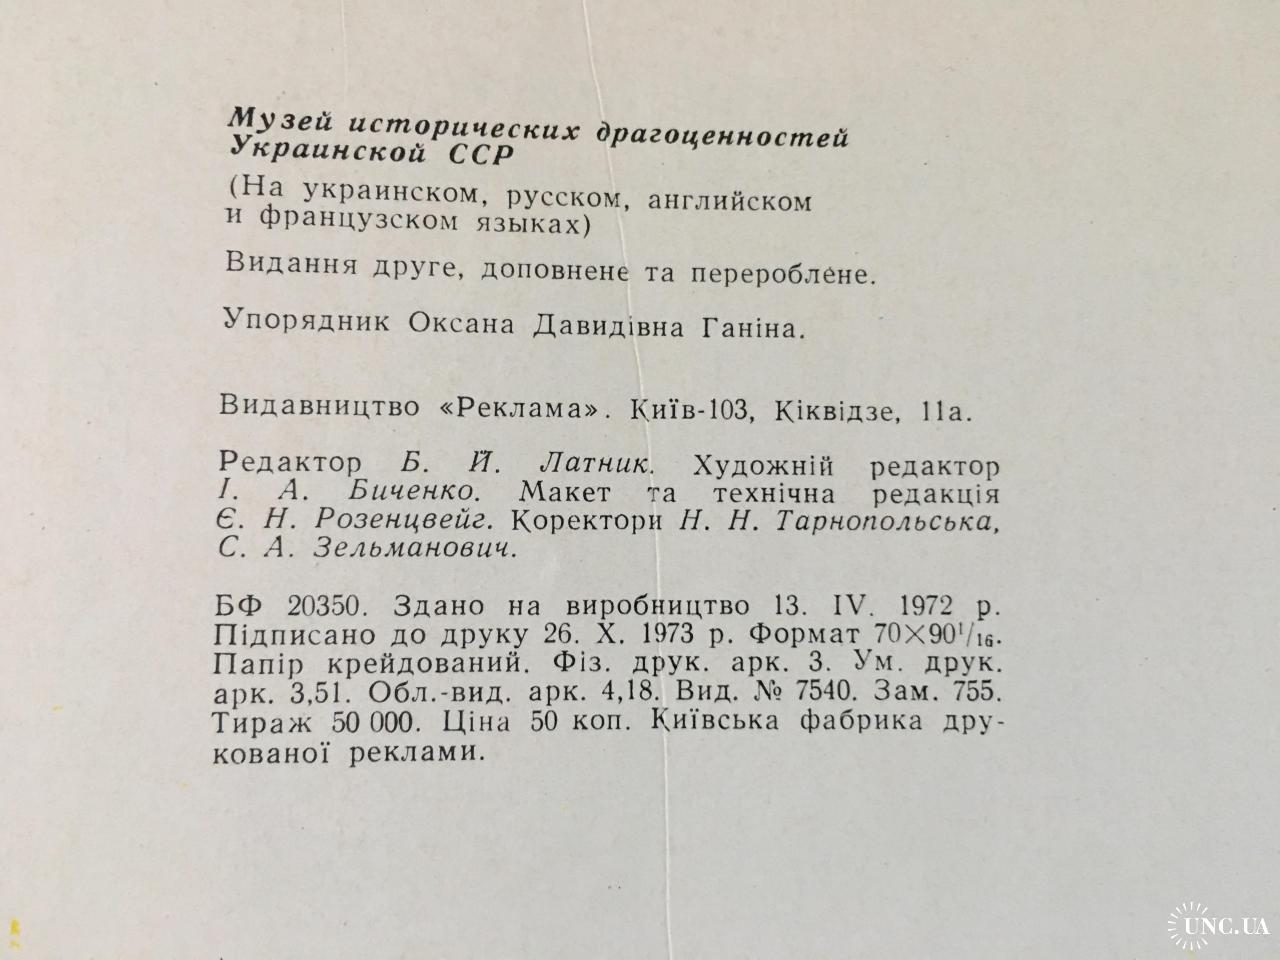 Музей исторических драгоценностей
Украинской ССР
(На украинском, русском, английском
и французском языках)
Видання друге, доповнене та перероблене.
Упорядник Оксана Давидівна Ганіна.
Видавництво «Реклама». Київ-103, Кіквідзе, 11а.
Редактор Б. Й. Латник. Художній редактор
І. А. Биченко. Макет та технічна редакція
Є. Н. Розенцвейг. Коректори Н. Н. Тарнопольська,
С. А. Зельманович.
БФ 20350. Здано на виробництво 13. IV. 1972 р.
Підписано до друку 26. X. 1973 р. Формат 70×90¹/₁₆.
Папір крейдований. Фіз. друк. арк. 3. Ум. друк.
арк. 3,51. Обл.-вид. арк. 4,18. Вид. № 7540. Зам. 755.
Тираж 50 000. Ціна 50 коп. Київська фабрика дру-
кованої реклами.
UNC.UA